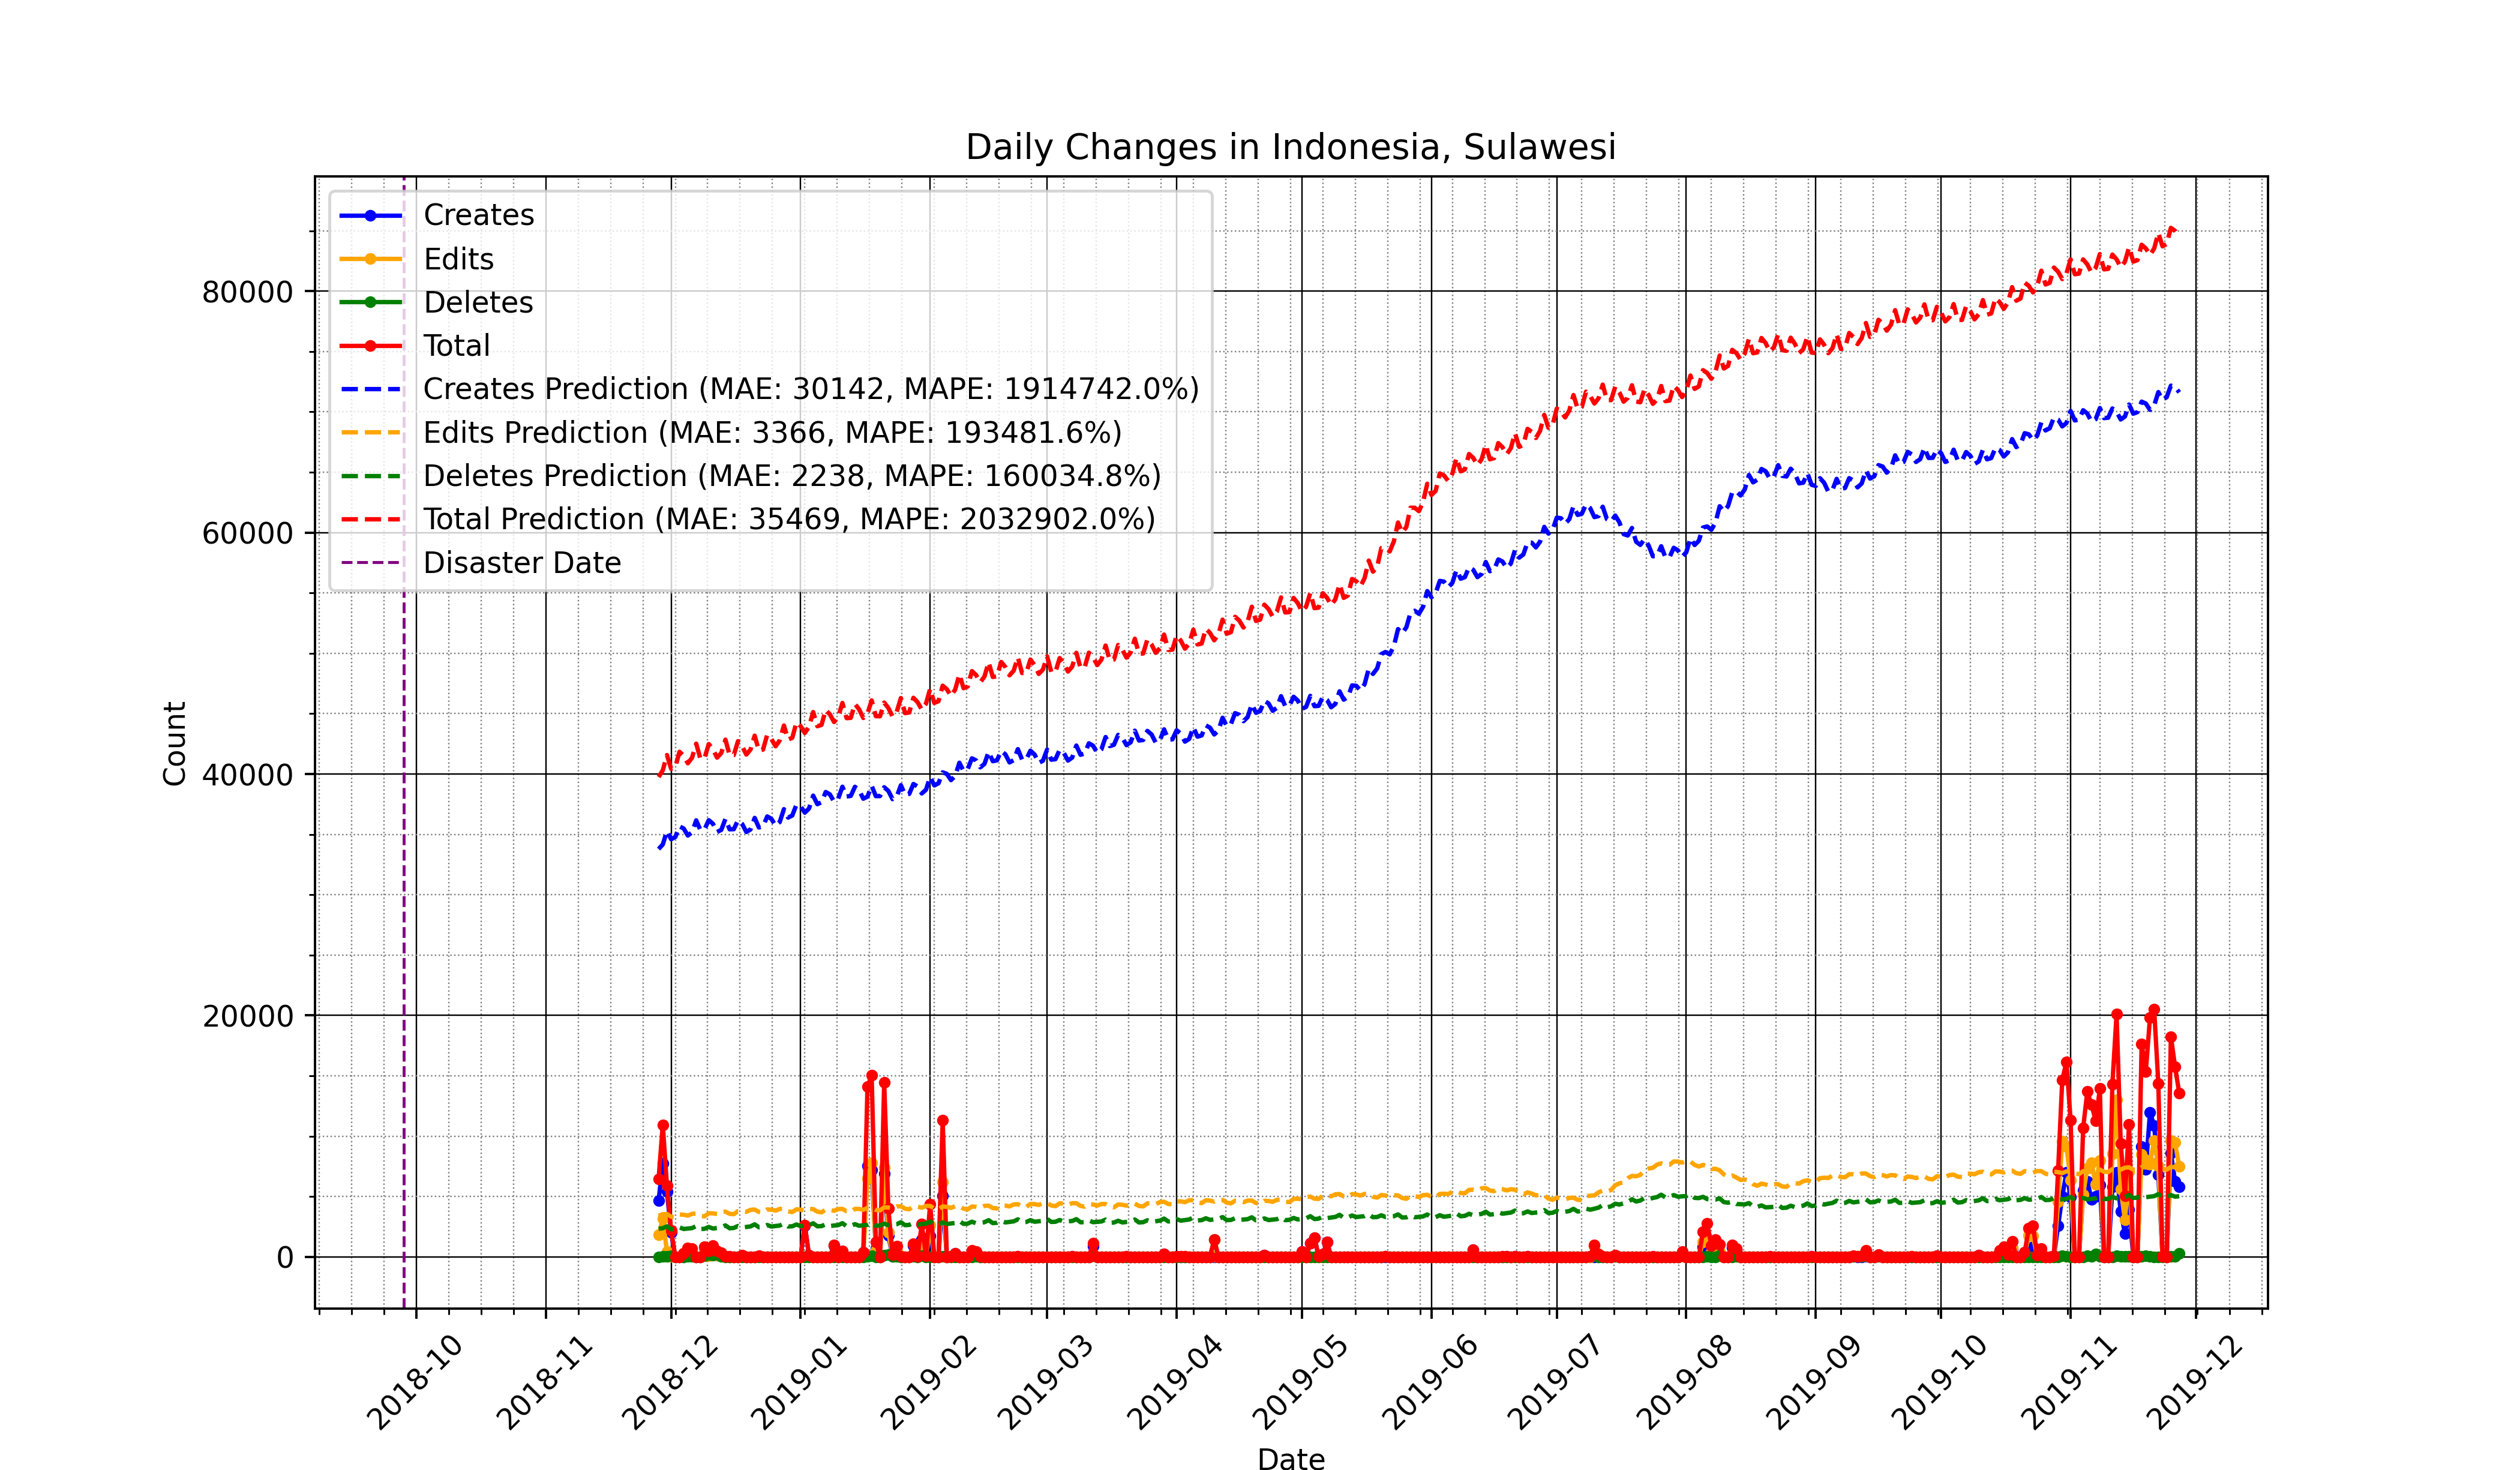 Daily Changes in Indonesia, Sulawesi
Creates
Edits
Deletes
Total
Creates Prediction (MAE: 30142, MAPE: 1914742.0%)
Edits Prediction (MAE: 3366, MAPE: 193481.6%)
Deletes Prediction (MAE: 2238, MAPE: 160034.8%)
Total Prediction (MAE: 35469, MAPE: 2032902.0%)
Disaster Date
80000
60000
40000
20000
0
Count
2018-10
2018-11
2018-12
2019-01
2019-02
2019-03
2019-04
2019-05
2019-06
2019-07
2019-08
2019-09
2019-10
2019-11
2019-12
Date